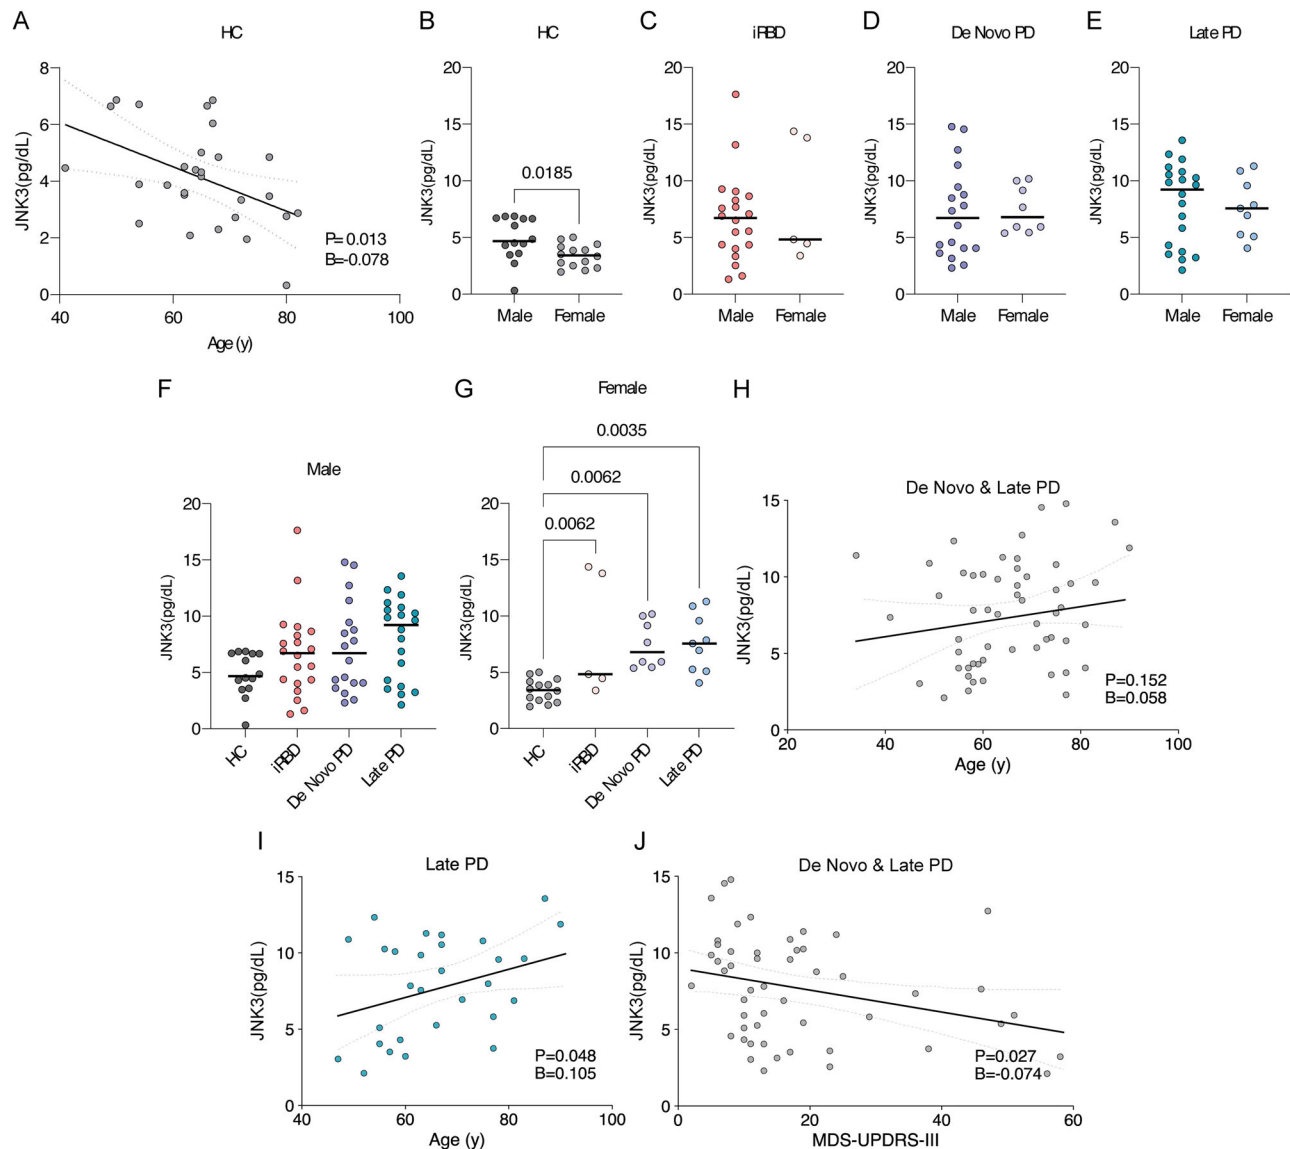 A
HC
JNK3(pg/dL)
8
6
4
2
0
40 60 80 100
Age (y)
P= 0.013
B=-0.078
B
HC
JNK3(pg/dL)
20
15
10
5
0
0.0185
Male Female
C
iRBD
JNK3(pg/dL)
20
15
10
5
0
Male Female
D
De Novo PD
JNK3(pg/dL)
20
15
10
5
0
Male Female
E
Late PD
JNK3(pg/dL)
20
15
10
5
0
Male Female
F
Male
JNK3(pg/dL)
20
15
10
5
0
HC
iRBD
De Novo PD
Late PD
G
Female
0.0035
0.0062
0.0062
JNK3(pg/dL)
20
15
10
5
0
HC
iRBD
De Novo PD
Late PD
H
De Novo & Late PD
JNK3(pg/dL)
15
10
5
0
20 40 60 80 100
Age (y)
P=0.152
B=0.058
I
Late PD
JNK3(pg/dL)
15
10
5
0
40 60 80 100
Age (y)
P=0.048
B=0.105
J
De Novo & Late PD
JNK3(pg/dL)
15
10
5
0
0 20 40 60
MDS-UPDRS-III
P=0.027
B=-0.074